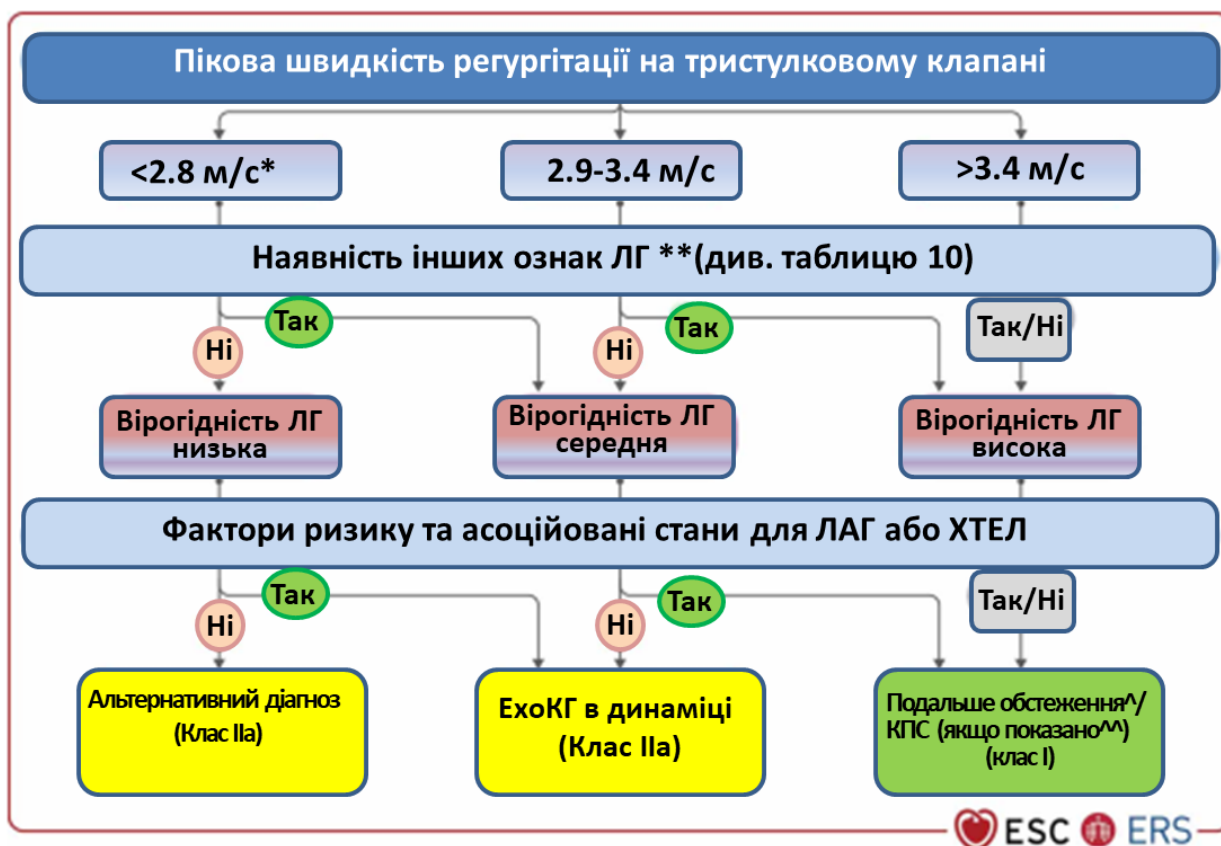 Пікова швидкість регургітації на тристулковому клапані
<2.8 м/с*
2.9-3.4 м/с
>3.4 м/с
Наявність інших ознак ЛГ **(див. таблицю 10)
Так
Так
Так/Ні
Ні
Ні
Вірогідність ЛГ
низька
Вірогідність ЛГ
середня
Вірогідність ЛГ
висока
Фактори ризику та асоційовані стани для ЛАГ або ХТЕЛ
Так
Так
Так/Ні
Ні
Ні
Альтернативний діагноз
(Клас IIa)
ЕхоКГ в динаміці
(Клас IIa)
Подальше обстеження^/
КПС (якщо показано^^)
(клас I)
ESC ERS